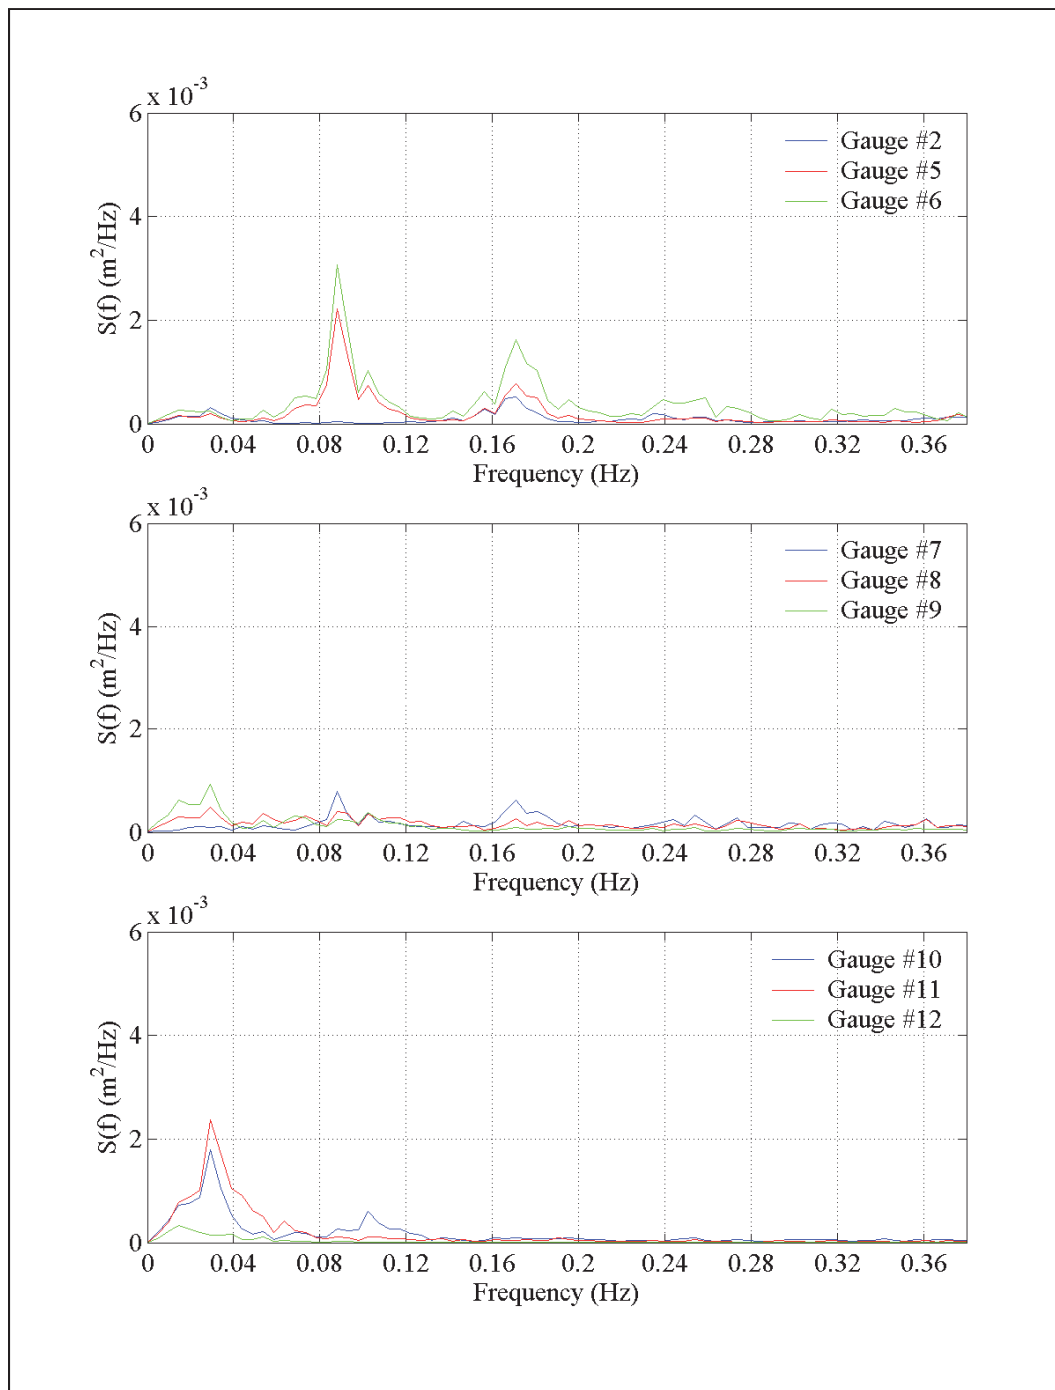 x 10^-3
6
4
2
0
S(f) (m^2/Hz)
Gauge #2
Gauge #5
Gauge #6
0 0.04 0.08 0.12 0.16 0.2 0.24 0.28 0.32 0.36
Frequency (Hz)
x 10^-3
6
4
2
0
S(f) (m^2/Hz)
Gauge #7
Gauge #8
Gauge #9
0 0.04 0.08 0.12 0.16 0.2 0.24 0.28 0.32 0.36
Frequency (Hz)
x 10^-3
6
4
2
0
S(f) (m^2/Hz)
Gauge #10
Gauge #11
Gauge #12
0 0.04 0.08 0.12 0.16 0.2 0.24 0.28 0.32 0.36
Frequency (Hz)